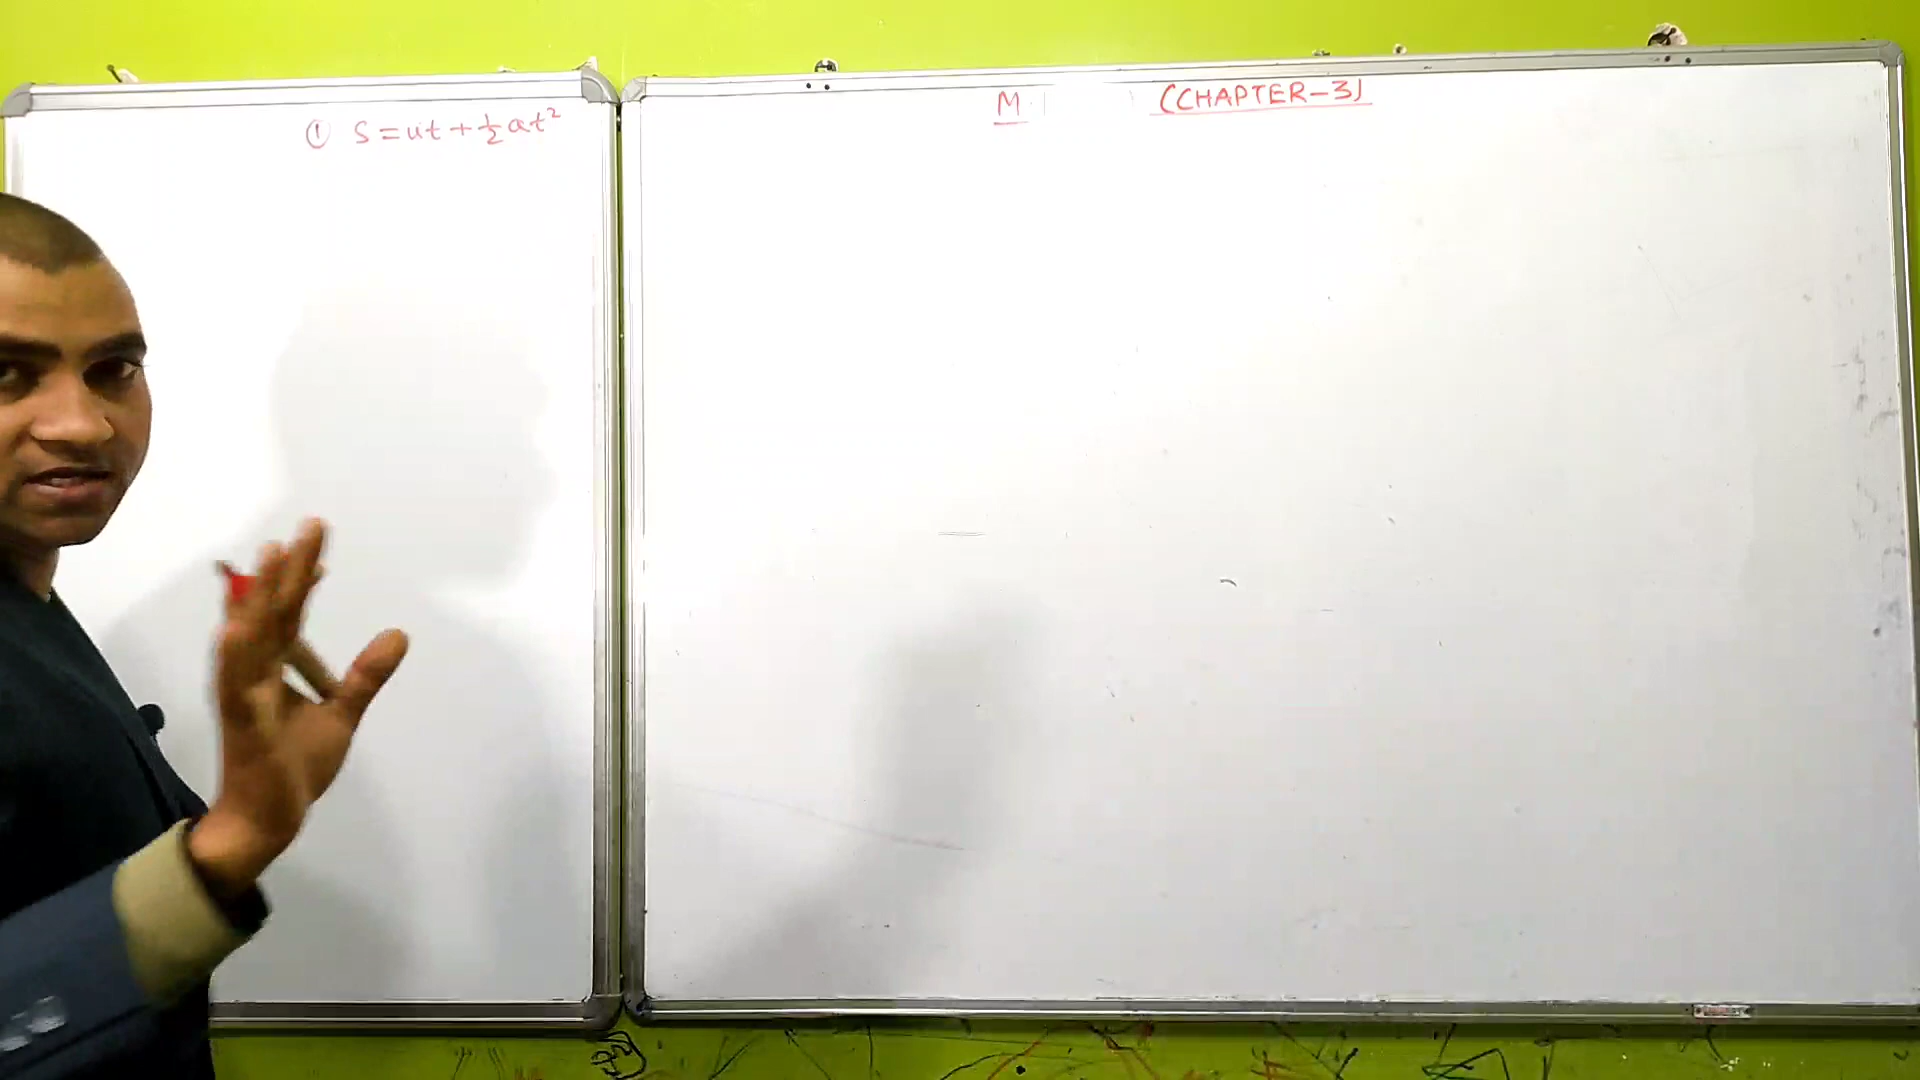 ① S = ut + ½at²
M (CHAPTER-3)